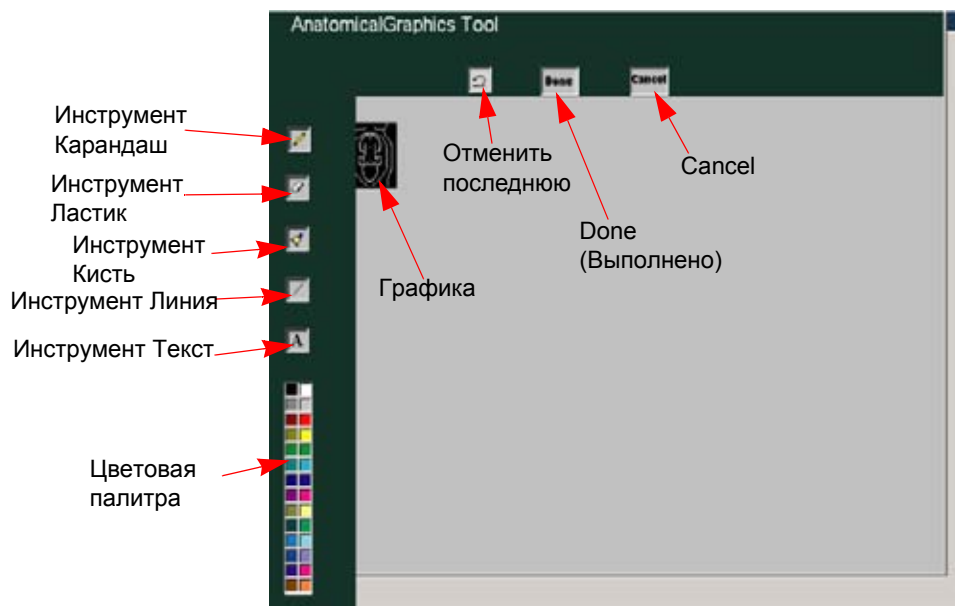 AnatomicalGraphics Tool
Done
Cancel
Инструмент
Карандаш
Отменить
последнюю
Cancel
Инструмент
Ластик
Done
(Выполнено)
Инструмент
Кисть
Графика
Инструмент Линия
A
Инструмент Текст
Цветовая
палитра